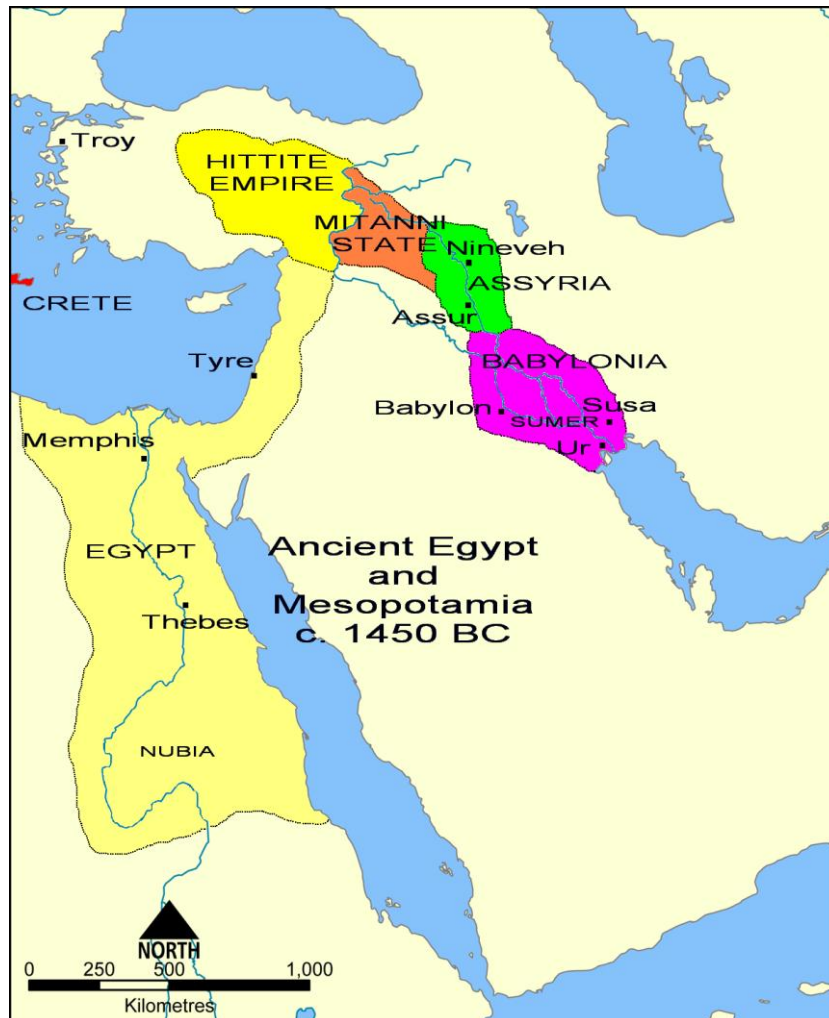 Troy
HITTITE
EMPIRE
MITANNI
STATE
Nineveh
ASSYRIA
CRETE
Assur
Tyre
BABYLONIA
Babylon
Susa
SUMER
Memphis
Ur
EGYPT
Ancient Egypt
and
Mesopotamia
c. 1450 BC
Thebes
NUBIA
NORTH
0 250 500 1,000
Kilometres